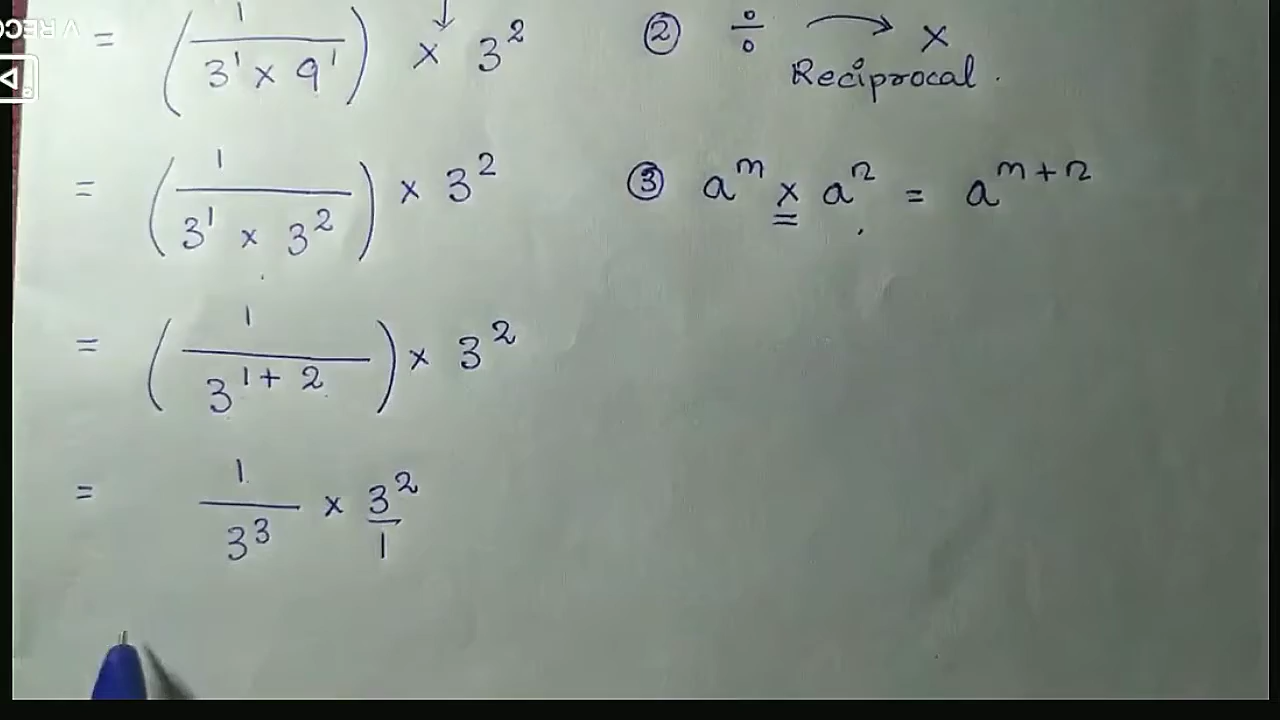 = (1 / 3¹ × 9¹) × 3²
② ÷ → ×
Reciprocal.
= (1 / 3¹ × 3²) × 3²
③ aᵐ × aⁿ = aᵐ⁺ⁿ
= (1 / 3¹⁺²) × 3²
= 1 / 3³ × 3² / 1